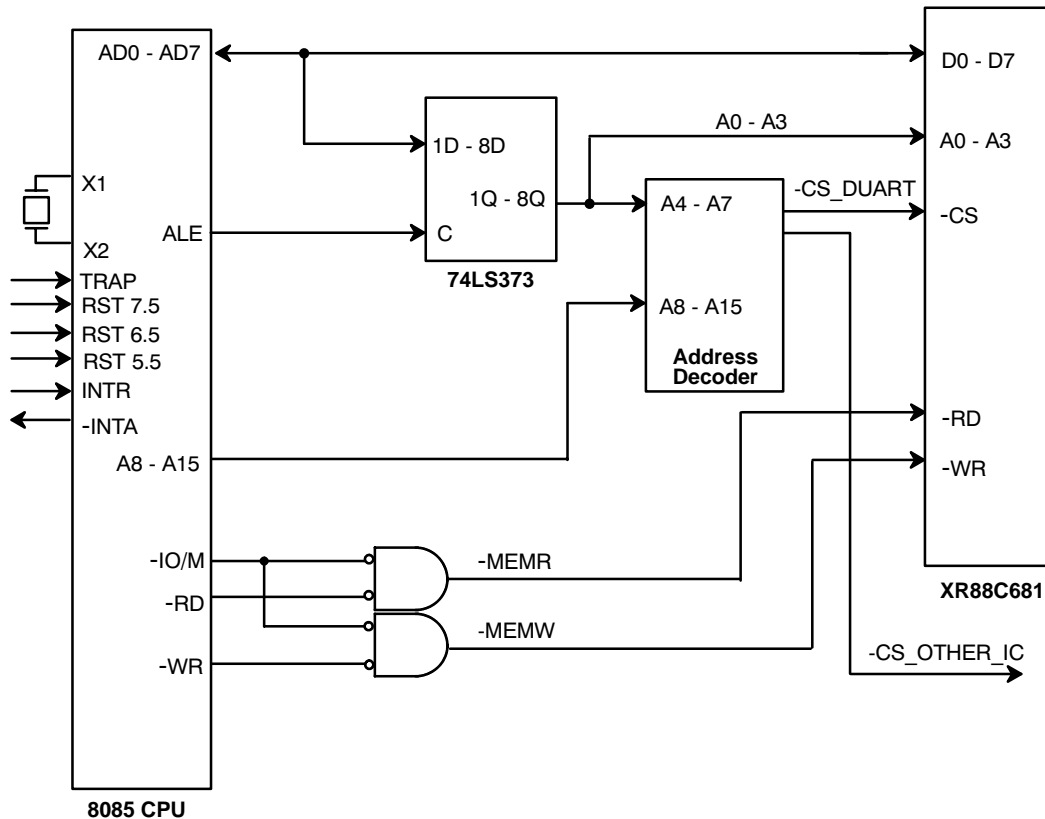 AD0 - AD7
X1
X2
ALE
TRAP
RST 7.5
RST 6.5
RST 5.5
INTR
-INTA
A8 - A15
-IO/M
-RD
-WR
8085 CPU
1D - 8D
1Q - 8Q
C
74LS373
A0 - A3
A4 - A7
A8 - A15
Address
Decoder
-CS_DUART
-MEMR
-MEMW
D0 - D7
A0 - A3
-CS
-RD
-WR
XR88C681
-CS_OTHER_IC